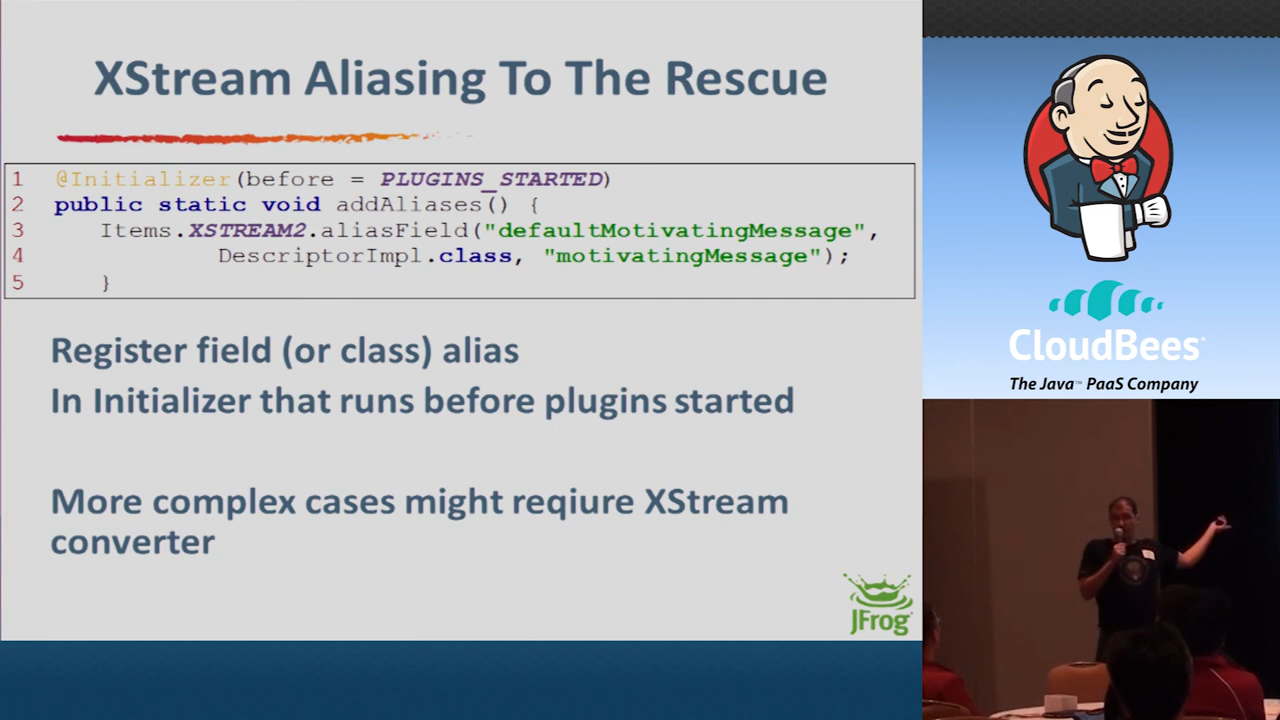 XStream Aliasing To The Rescue
1 @Initializer(before = PLUGINS_STARTED)
2 public static void addAliases() {
3 Items.XSTREAM2.aliasField("defaultMotivatingMessage",
4 DescriptorImpl.class, "motivatingMessage");
5 }
Register field (or class) alias
In Initializer that runs before plugins started
More complex cases might reqiure XStream
converter
JFrog
CloudBees
The Java™ PaaS Company